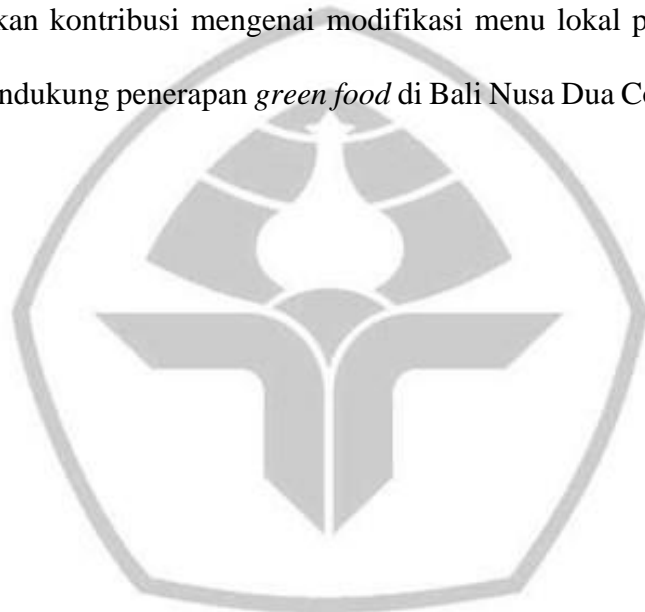 kan kontribusi mengenai modifikasi menu lokal p
ndukung penerapan green food di Bali Nusa Dua Co